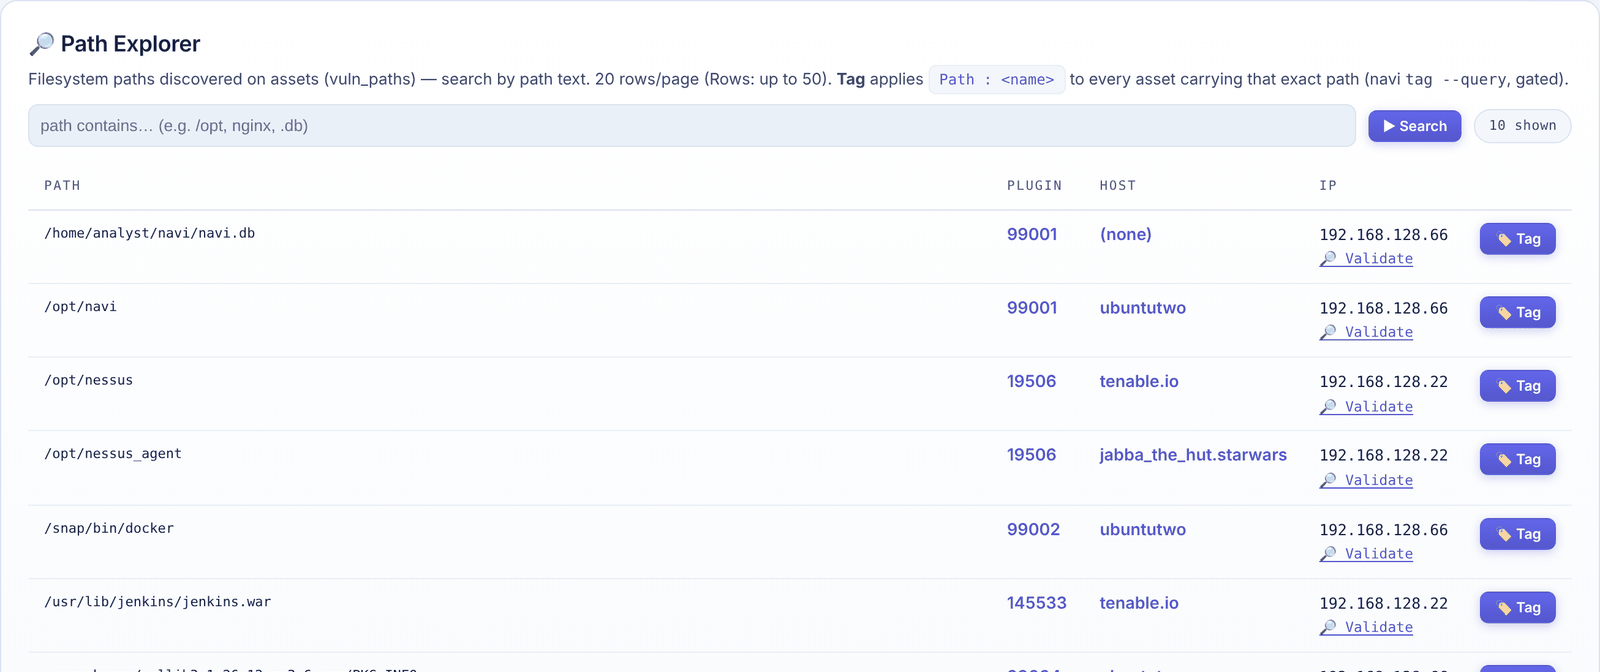 Path Explorer
Filesystem paths discovered on assets (vuln_paths) — search by path text. 20 rows/page (Rows: up to 50). Tag applies Path : <name> to every asset carrying that exact path (navi tag --query, gated).
path contains… (e.g. /opt, nginx, .db) ▶ Search 10 shown
PATH PLUGIN HOST IP
/home/analyst/navi/navi.db 99001 (none) 192.168.128.66 Tag
Validate
/opt/navi 99001 ubuntutwo 192.168.128.66 Tag
Validate
/opt/nessus 19506 tenable.io 192.168.128.22 Tag
Validate
/opt/nessus_agent 19506 jabba_the_hut.starwars 192.168.128.22 Tag
Validate
/snap/bin/docker 99002 ubuntutwo 192.168.128.66 Tag
Validate
/usr/lib/jenkins/jenkins.war 145533 tenable.io 192.168.128.22 Tag
Validate